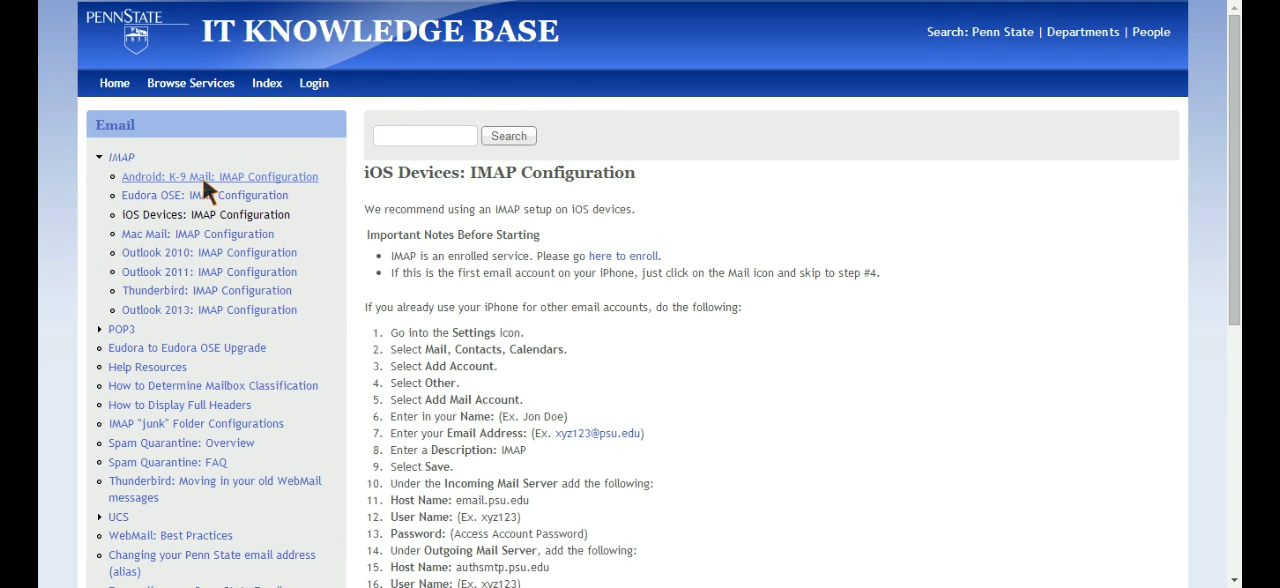 PENNSTATE
1855
IT KNOWLEDGE BASE
Search: Penn State | Departments | People
Home Browse Services Index Login
Email
IMAP
Android: K-9 Mail: IMAP Configuration
Eudora OSE: IMAP Configuration
iOS Devices: IMAP Configuration
Mac Mail: IMAP Configuration
Outlook 2010: IMAP Configuration
Outlook 2011: IMAP Configuration
Thunderbird: IMAP Configuration
Outlook 2013: IMAP Configuration
POP3
Eudora to Eudora OSE Upgrade
Help Resources
How to Determine Mailbox Classification
How to Display Full Headers
IMAP "junk" Folder Configurations
Spam Quarantine: Overview
Spam Quarantine: FAQ
Thunderbird: Moving in your old WebMail
messages
UCS
WebMail: Best Practices
Changing your Penn State email address
(alias)
Search
iOS Devices: IMAP Configuration
We recommend using an IMAP setup on iOS devices.
Important Notes Before Starting
IMAP is an enrolled service. Please go here to enroll.
If this is the first email account on your iPhone, just click on the Mail icon and skip to step #4.
If you already use your iPhone for other email accounts, do the following:
1. Go into the Settings icon.
2. Select Mail, Contacts, Calendars.
3. Select Add Account.
4. Select Other.
5. Select Add Mail Account.
6. Enter in your Name: (Ex. Jon Doe)
7. Enter your Email Address: (Ex. xyz123@psu.edu)
8. Enter a Description: IMAP
9. Select Save.
10. Under the Incoming Mail Server add the following:
11. Host Name: email.psu.edu
12. User Name: (Ex. xyz123)
13. Password: (Access Account Password)
14. Under Outgoing Mail Server, add the following:
15. Host Name: authsmtp.psu.edu
16. User Name: (Ex. xyz123)